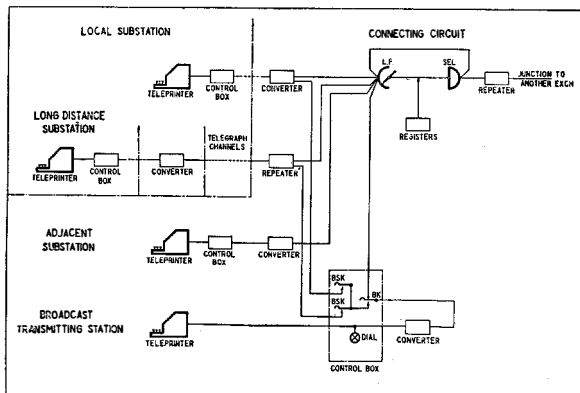 LOCAL SUBSTATION
CONNECTING CIRCUIT
L.F.
SEL.
TELEPRINTER
CONTROL
BOX
CONVERTER
REPEATER
JUNCTION TO
ANOTHER EXCH
REGISTERS
LONG DISTANCE
SUBSTATION
TELEGRAPH
CHANNELS
TELEPRINTER
CONTROL
BOX
CONVERTER
REPEATER
ADJACENT
SUBSTATION
TELEPRINTER
CONTROL
BOX
CONVERTER
BSK
BSK
BK
BROADCAST
TRANSMITTING STATION
TELEPRINTER
DIAL
CONVERTER
CONTROL BOX